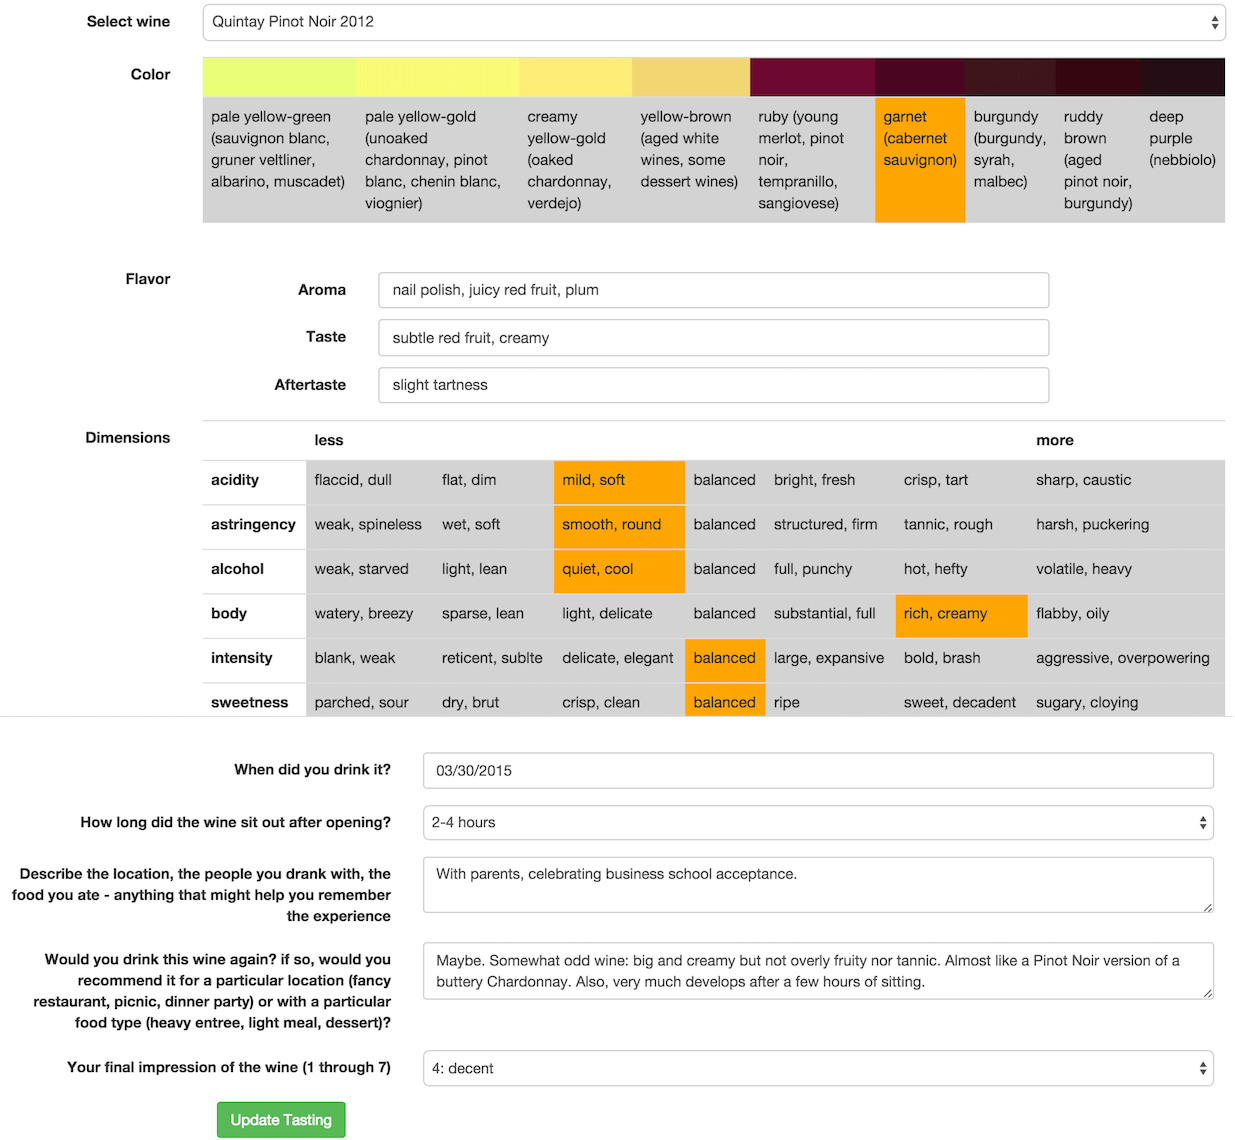 Select wine Quintay Pinot Noir 2012
Color
pale yellow-green
(sauvignon blanc,
gruner veltliner,
albarino, muscadet)
pale yellow-gold
(unoaked
chardonnay, pinot
blanc, chenin blanc,
viognier)
creamy
yellow-gold
(oaked
chardonnay,
verdejo)
yellow-brown
(aged white
wines, some
dessert wines)
ruby (young
merlot, pinot
noir,
tempranillo,
sangiovese)
garnet
(cabernet
sauvignon)
burgundy
(burgundy,
syrah,
malbec)
ruddy
brown
(aged
pinot noir,
burgundy)
deep
purple
(nebbiolo)
Flavor
Aroma nail polish, juicy red fruit, plum
Taste subtle red fruit, creamy
Aftertaste slight tartness
Dimensions less more
acidity flaccid, dull flat, dim mild, soft balanced bright, fresh crisp, tart sharp, caustic
astringency weak, spineless wet, soft smooth, round balanced structured, firm tannic, rough harsh, puckering
alcohol weak, starved light, lean quiet, cool balanced full, punchy hot, hefty volatile, heavy
body watery, breezy sparse, lean light, delicate balanced substantial, full rich, creamy flabby, oily
intensity blank, weak reticent, sublte delicate, elegant balanced large, expansive bold, brash aggressive, overpowering
sweetness parched, sour dry, brut crisp, clean balanced ripe sweet, decadent sugary, cloying
When did you drink it? 03/30/2015
How long did the wine sit out after opening? 2-4 hours
Describe the location, the people you drank with, the
food you ate - anything that might help you remember
the experience
With parents, celebrating business school acceptance.
Would you drink this wine again? if so, would you
recommend it for a particular location (fancy
restaurant, picnic, dinner party) or with a particular
food type (heavy entree, light meal, dessert)?
Maybe. Somewhat odd wine: big and creamy but not overly fruity nor tannic. Almost like a Pinot Noir version of a
buttery Chardonnay. Also, very much develops after a few hours of sitting.
Your final impression of the wine (1 through 7) 4: decent
Update Tasting